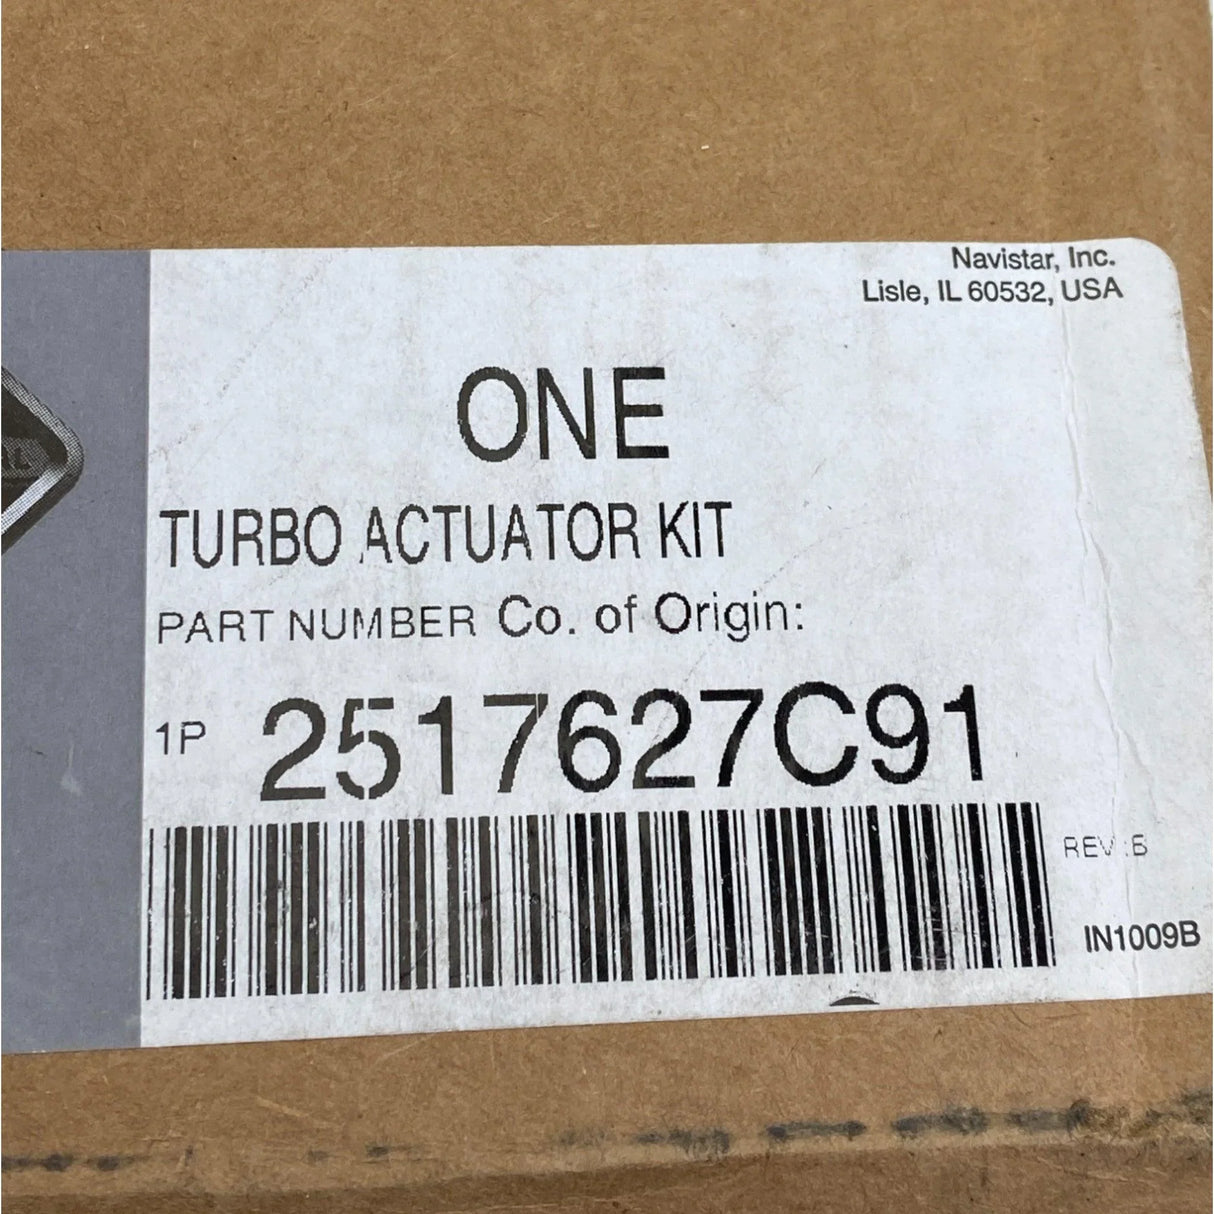 Navistar, Inc.
Lisle, IL 60532, USA
ONE
TURBO ACTUATOR KIT
PART NUMBER Co. of Origin:
1P 2517627C91
REV :6
IN1009B